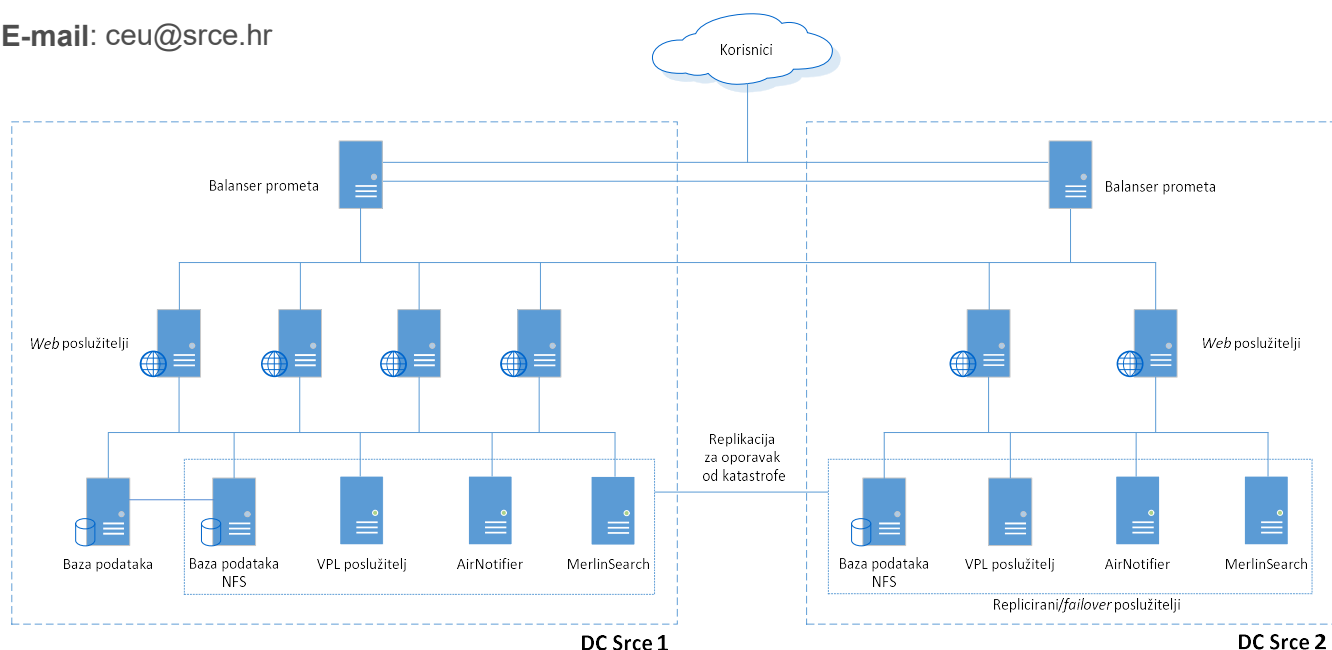 E-mail: ceu@srce.hr
Korisnici
Balanser prometa
Balanser prometa
Web poslužitelji
Web poslužitelji
Replikacija
za oporavak
od katastrofe
Baza podataka
Baza podataka
NFS
VPL poslužitelj
AirNotifier
MerlinSearch
Baza podataka
NFS
VPL poslužitelj
AirNotifier
MerlinSearch
Replicirani/failover poslužitelji
DC Srce 1
DC Srce 2